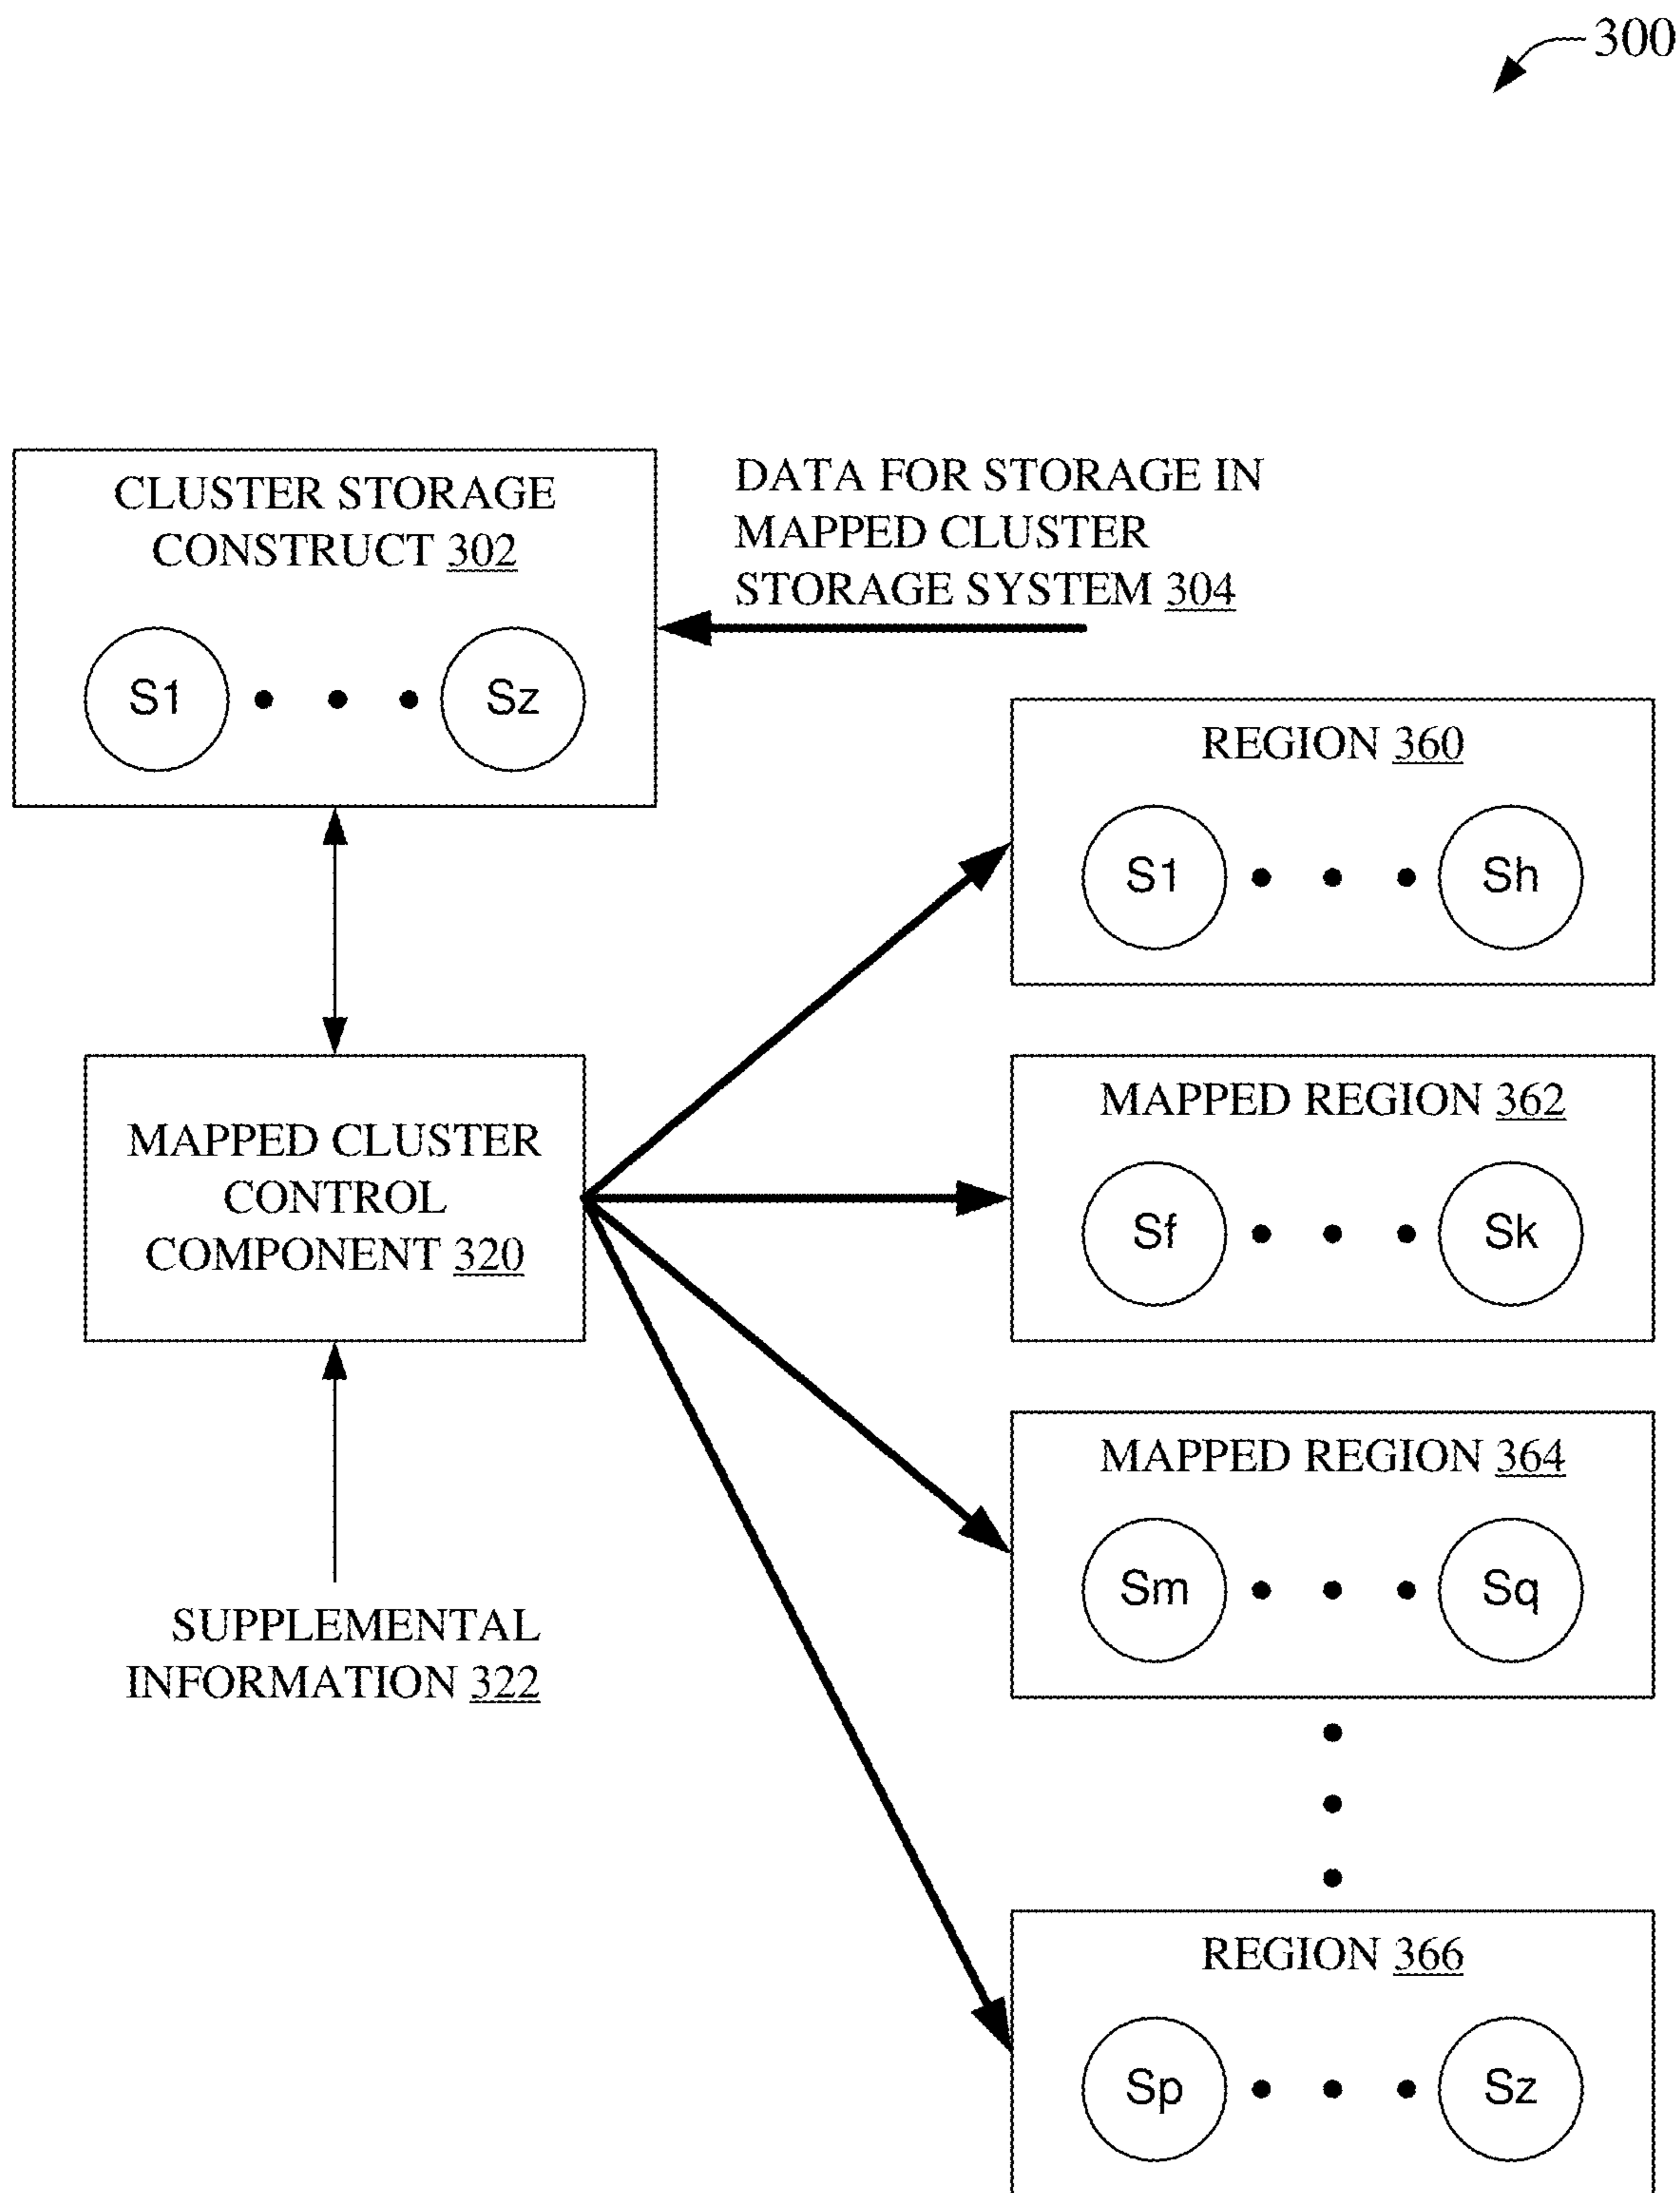 300
CLUSTER STORAGE
CONSTRUCT 302
S1
Sz
DATA FOR STORAGE IN
MAPPED CLUSTER
STORAGE SYSTEM 304
REGION 360
S1
Sh
MAPPED CLUSTER
CONTROL
COMPONENT 320
MAPPED REGION 362
Sf
Sk
MAPPED REGION 364
Sm
Sq
SUPPLEMENTAL
INFORMATION 322
REGION 366
Sp
Sz